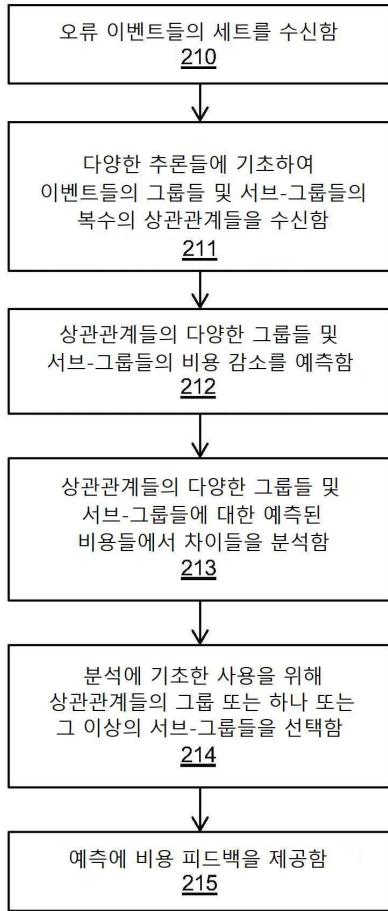 오류 이벤트들의 세트를 수신함
210
다양한 추론들에 기초하여
이벤트들의 그룹들 및 서브-그룹들의
복수의 상관관계들을 수신함
211
상관관계들의 다양한 그룹들 및
서브-그룹들의 비용 감소를 예측함
212
상관관계들의 다양한 그룹들 및
서브-그룹들에 대한 예측된
비용들에서 차이들을 분석함
213
분석에 기초한 사용을 위해
상관관계들의 그룹 또는 하나 또는
그 이상의 서브-그룹들을 선택함
214
예측에 비용 피드백을 제공함
215